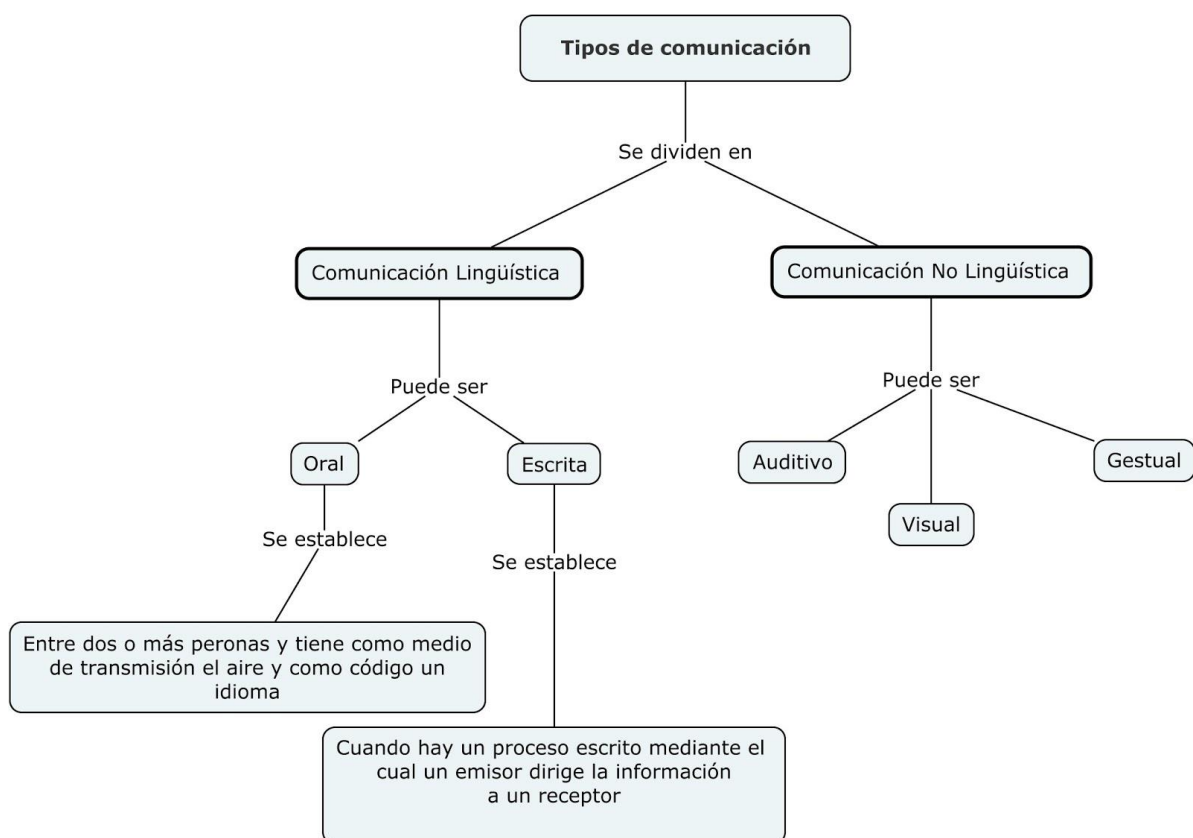 Tipos de comunicación
Se dividen en
Comunicación Lingüística
Comunicación No Lingüística
Puede ser
Puede ser
Oral
Escrita
Auditivo
Visual
Gestual
Se establece
Se establece
Entre dos o más peronas y tiene como medio
de transmisión el aire y como código un
idioma
Cuando hay un proceso escrito mediante el
cual un emisor dirige la información
a un receptor